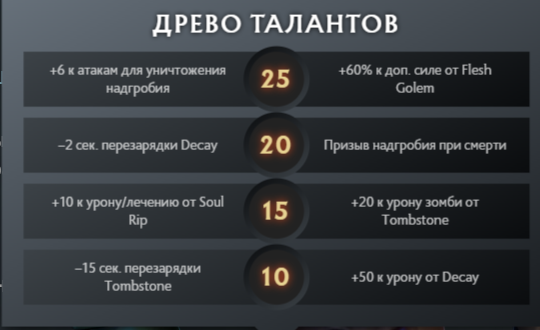 ДРЕВО ТАЛАНТОВ
+6 к атакам для уничтожения
надгробия
25
+60% к доп. силе от Flesh
Golem
–2 сек. перезарядки Decay
20
Призыв надгробия при смерти
+10 к урону/лечению от Soul
Rip
15
+20 к урону зомби от
Tombstone
–15 сек. перезарядки
Tombstone
10
+50 к урону от Decay